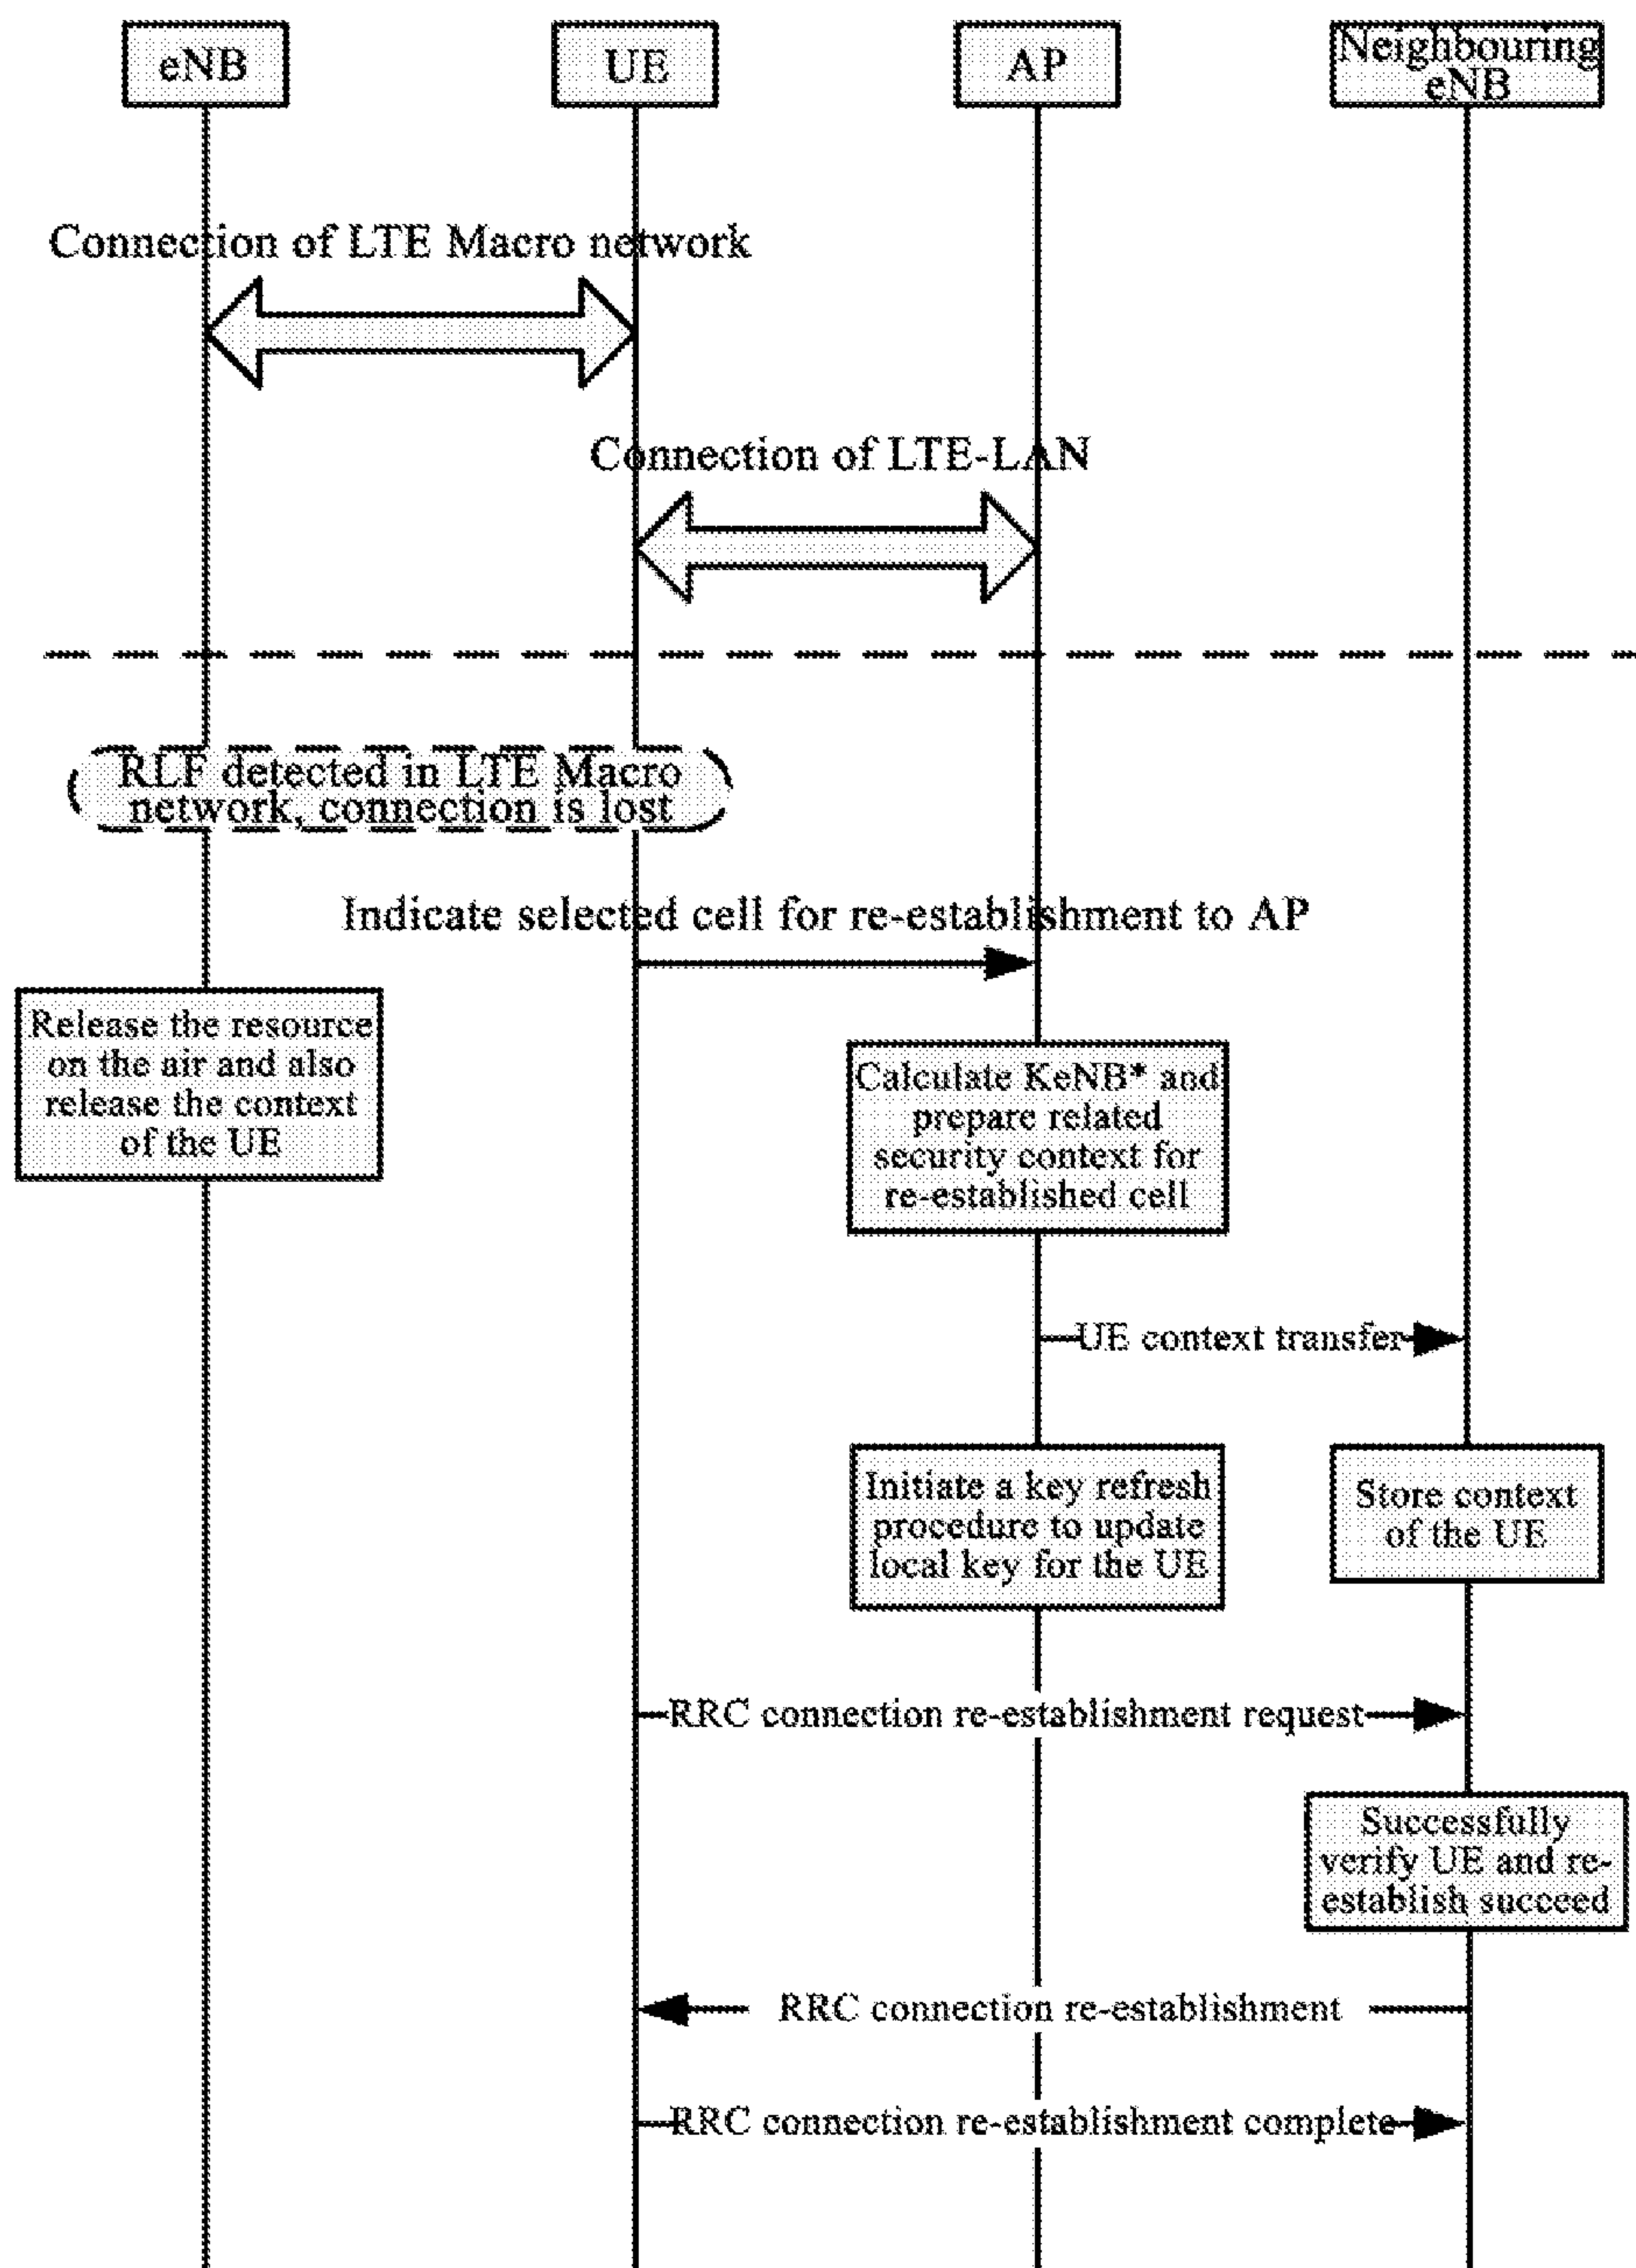 eNB
UE
AP
Neighbouring
eNB
Connection of LTE Macro network
Connection of LTE-LAN
RLF detected in LTE Macro
network, connection is lost
Indicate selected cell for re-establishment to AP
Release the resource
on the air and also
release the context
of the UE
Calculate KeNB* and
prepare related
security context for
re-established cell
UE context transfer
Initiate a key refresh
procedure to update
local key for the UE
Store context
of the UE
RRC connection re-establishment request
Successfully
verify UE and re-
establish succeed
RRC connection re-establishment
RRC connection re-establishment complete